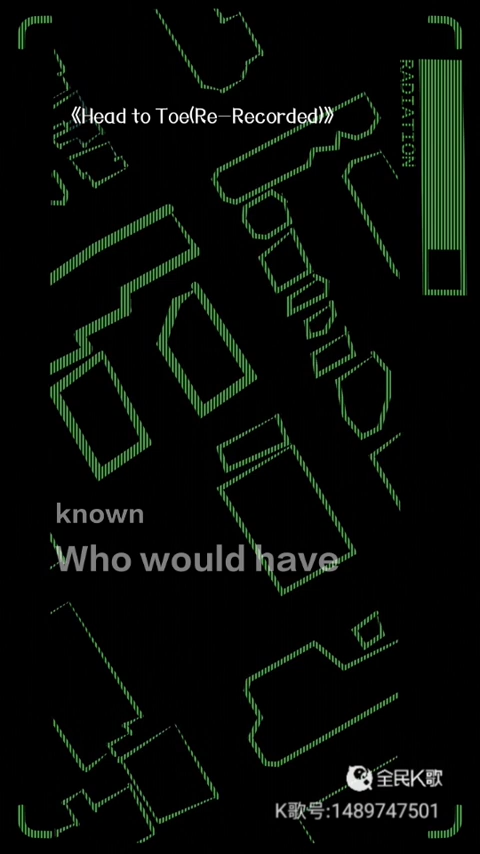 《Head to Toe(Re-Recorded)》
RADIATION
known
Who would have
全民K歌
K歌号:1489747501